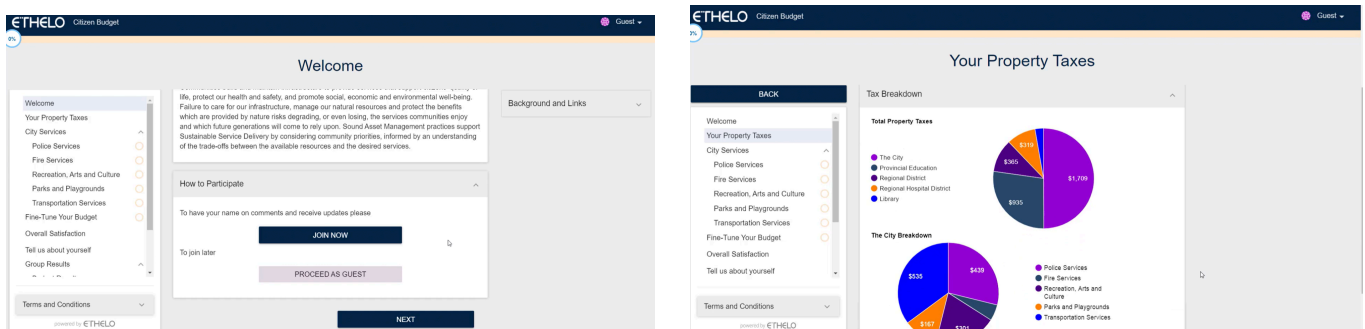 ETHELO Citizen Budget
Guest
0%
Welcome
Welcome
Your Property Taxes
City Services
Police Services
Fire Services
Recreation, Arts and Culture
Parks and Playgrounds
Transportation Services
Fine-Tune Your Budget
Overall Satisfaction
Tell us about yourself
Group Results
Terms and Conditions
powered by ETHELO
life, protect our health and safety, and promote social, economic and environmental well-being.
Failure to care for our infrastructure, manage our natural resources and protect the benefits
which are provided by nature risks degrading, or even losing, the services communities enjoy
and which future generations will come to rely upon. Sound Asset Management practices support
Sustainable Service Delivery by considering community priorities, informed by an understanding
of the trade-offs between the available resources and the desired services.
How to Participate
To have your name on comments and receive updates please
JOIN NOW
To join later
PROCEED AS GUEST
NEXT
Background and Links
ETHELO Citizen Budget
Guest
0%
Your Property Taxes
BACK
Welcome
Your Property Taxes
City Services
Police Services
Fire Services
Recreation, Arts and Culture
Parks and Playgrounds
Transportation Services
Fine-Tune Your Budget
Overall Satisfaction
Tell us about yourself
Terms and Conditions
powered by ETHELO
Tax Breakdown
Total Property Taxes
The City
Provincial Education
Regional District
Regional Hospital District
Library
$319
$365
$1,709
$935
The City Breakdown
$535
$439
$167
$301
Police Services
Fire Services
Recreation, Arts and
Culture
Parks and Playgrounds
Transportation Services